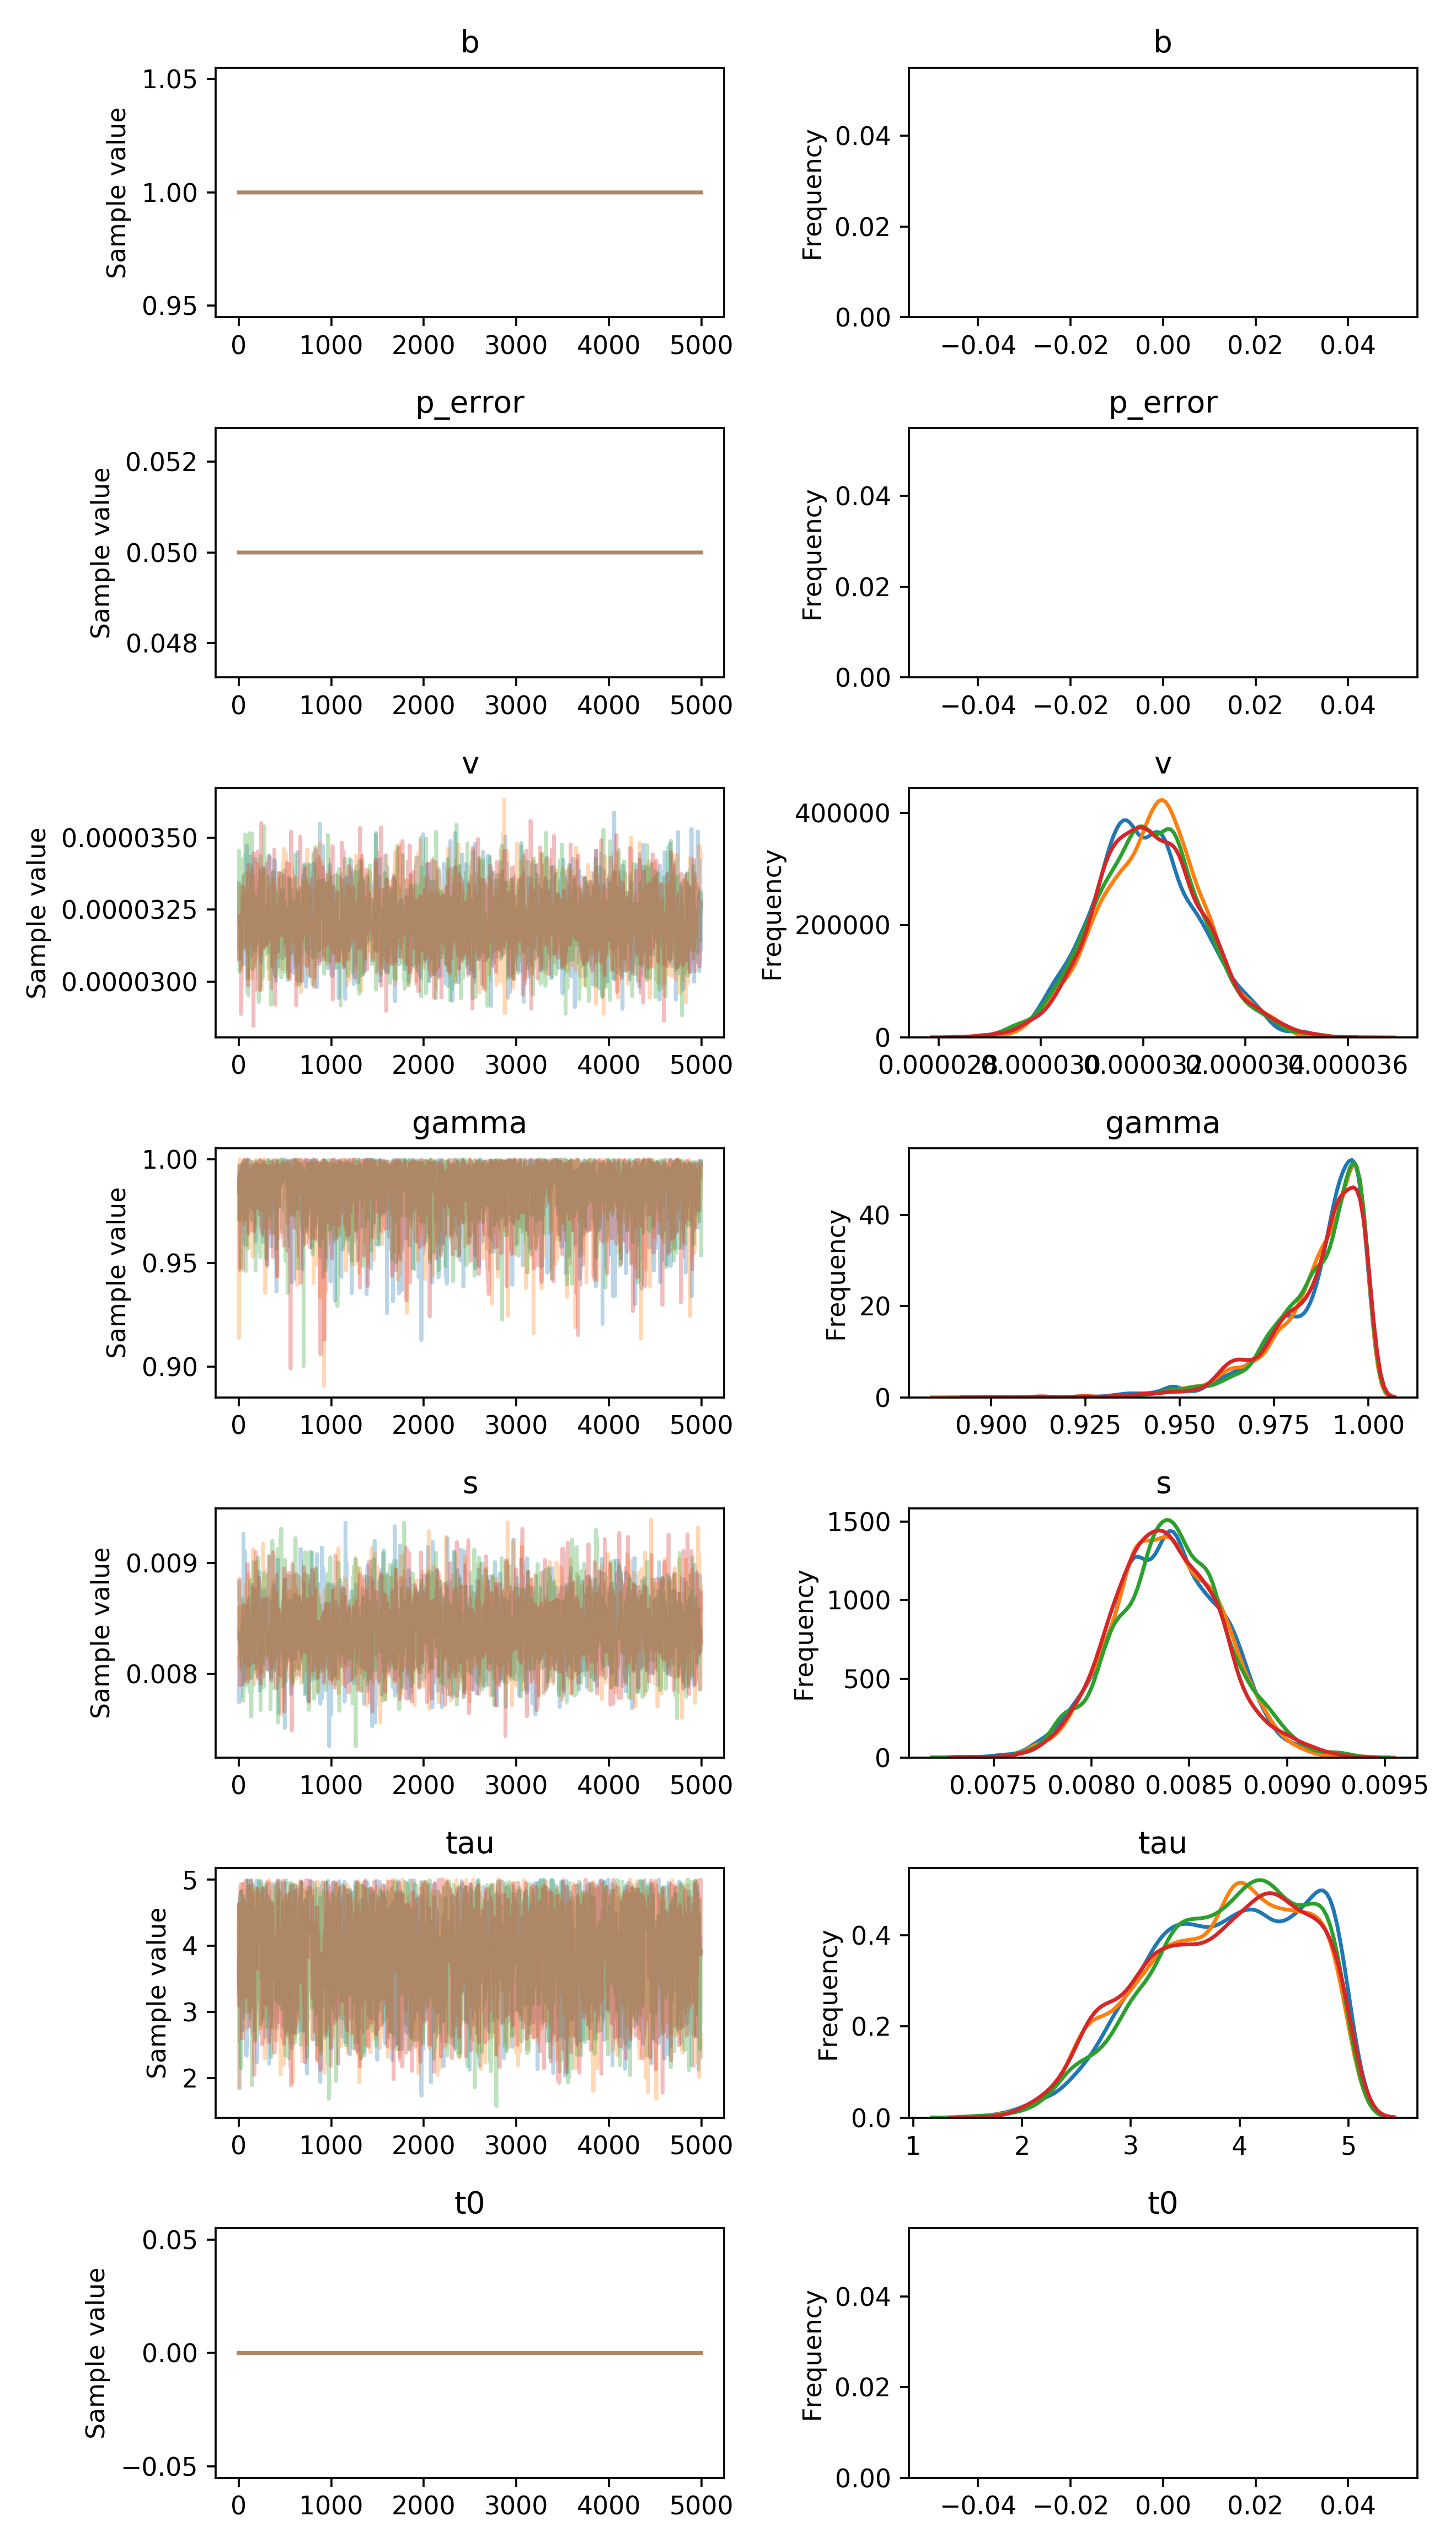 b
b
Sample value
1.05
1.00
0.95
0 1000 2000 3000 4000 5000
Frequency
0.04
0.02
0.00
−0.04 −0.02 0.00 0.02 0.04
p_error
p_error
Sample value
0.052
0.050
0.048
0 1000 2000 3000 4000 5000
Frequency
0.04
0.02
0.00
−0.04 −0.02 0.00 0.02 0.04
v
v
Sample value
0.0000350
0.0000325
0.0000300
0 1000 2000 3000 4000 5000
Frequency
400000
200000
0
0.000028 0.000030 0.000032 0.000034 0.000036
gamma
gamma
Sample value
1.00
0.95
0.90
0 1000 2000 3000 4000 5000
Frequency
40
20
0
0.900 0.925 0.950 0.975 1.000
s
s
Sample value
0.009
0.008
0 1000 2000 3000 4000 5000
Frequency
1500
1000
500
0
0.0075 0.0080 0.0085 0.0090 0.0095
tau
tau
Sample value
5
4
3
2
0 1000 2000 3000 4000 5000
Frequency
0.4
0.2
0.0
1 2 3 4 5
t0
t0
Sample value
0.05
0.00
−0.05
0 1000 2000 3000 4000 5000
Frequency
0.04
0.02
0.00
−0.04 −0.02 0.00 0.02 0.04